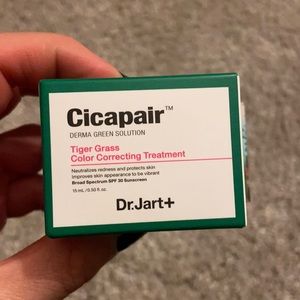 Cicapair™
DERMA GREEN SOLUTION
Tiger Grass
Color Correcting Treatment
Neutralizes redness and protects skin
Improves skin appearance to be vibrant
Broad Spectrum SPF 30 Sunscreen
15 mL / 0.50 fl. oz.
Dr.Jart+